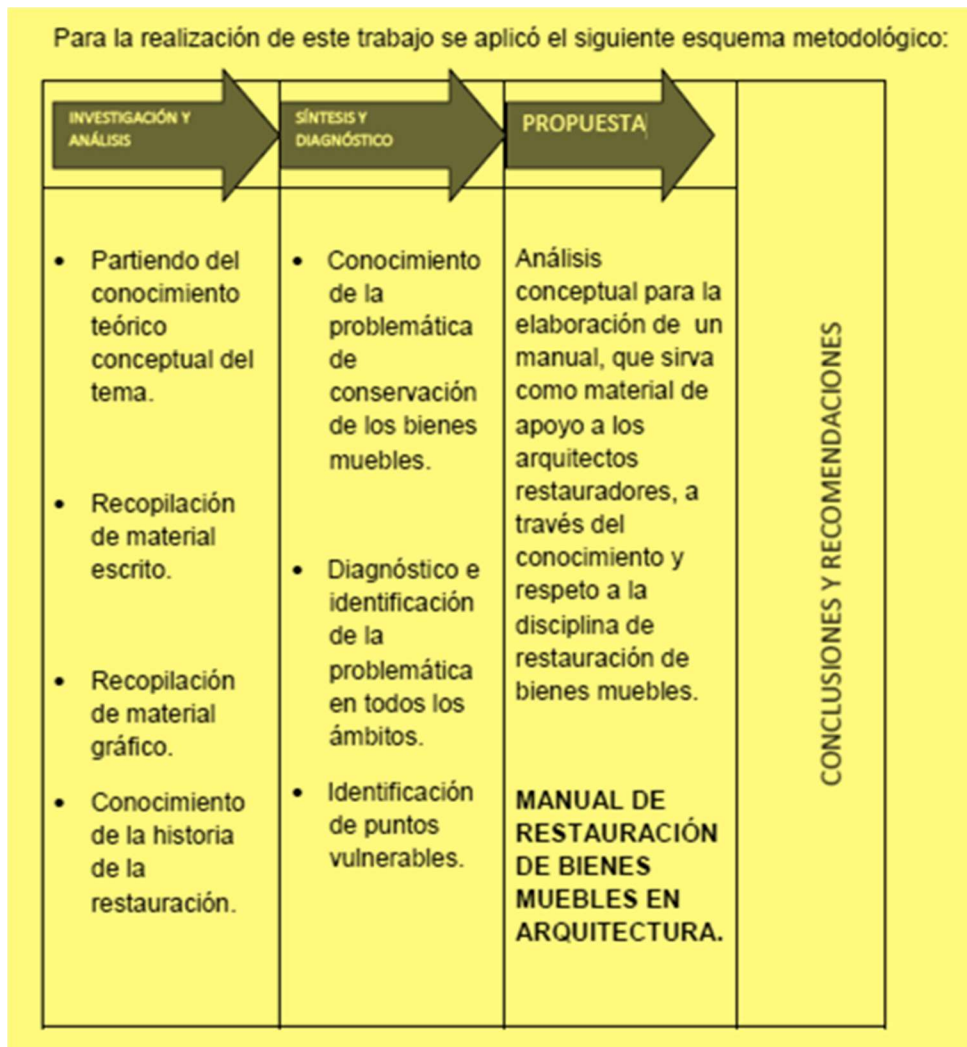 Para la realización de este trabajo se aplicó el siguiente esquema metodológico:
INVESTIGACIÓN Y
ANÁLISIS
• Partiendo del
conocimiento
teórico
conceptual del
tema.
• Recopilación
de material
escrito.
• Recopilación
de material
gráfico.
• Conocimiento
de la historia
de la
restauración.
SÍNTESIS Y
DIAGNÓSTICO
• Conocimiento
de la
problemática
de
conservación
de los bienes
muebles.
• Diagnóstico e
identificación
de la
problemática
en todos los
ámbitos.
• Identificación
de puntos
vulnerables.
PROPUESTA
Análisis
conceptual para la
elaboración de un
manual, que sirva
como material de
apoyo a los
arquitectos
restauradores, a
través del
conocimiento y
respeto a la
disciplina de
restauración de
bienes muebles.
MANUAL DE
RESTAURACIÓN
DE BIENES
MUEBLES EN
ARQUITECTURA.
CONCLUSIONES Y RECOMENDACIONES